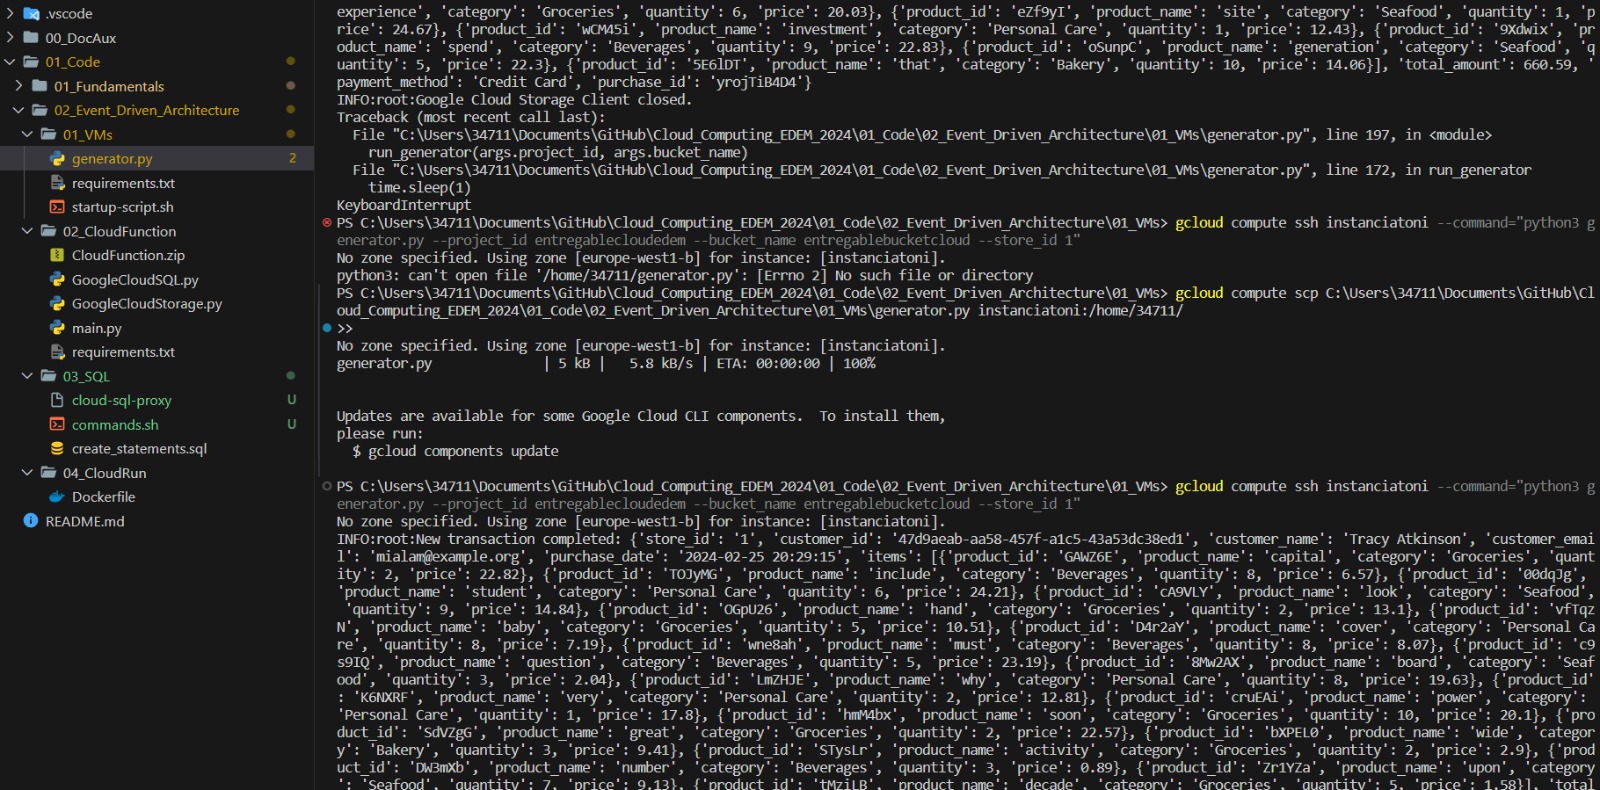 .vscode
00_DocAux
01_Code
01_Fundamentals
02_Event_Driven_Architecture
01_VMs
generator.py 2
requirements.txt
startup-script.sh
02_CloudFunction
CloudFunction.zip
GoogleCloudSQL.py
GoogleCloudStorage.py
main.py
requirements.txt
03_SQL
cloud-sql-proxy U
commands.sh U
create_statements.sql
04_CloudRun
Dockerfile
README.md
experience', 'category': 'Groceries', 'quantity': 6, 'price': 20.03}, {'product_id': 'eZf9yI', 'product_name': 'site', 'category': 'Seafood', 'quantity': 1, 'p
rice': 24.67}, {'product_id': 'wCM45i', 'product_name': 'investment', 'category': 'Personal Care', 'quantity': 1, 'price': 12.43}, {'product_id': '9Xdwix', 'pr
oduct_name': 'spend', 'category': 'Beverages', 'quantity': 9, 'price': 22.83}, {'product_id': 'oSunpC', 'product_name': 'generation', 'category': 'Seafood', 'q
uantity': 5, 'price': 22.3}, {'product_id': '5E6lDT', 'product_name': 'that', 'category': 'Bakery', 'quantity': 10, 'price': 14.06}], 'total_amount': 660.59, '
payment_method': 'Credit Card', 'purchase_id': 'yrojTiB4D4'}
INFO:root:Google Cloud Storage Client closed.
Traceback (most recent call last):
File "C:\Users\34711\Documents\GitHub\Cloud_Computing_EDEM_2024\01_Code\02_Event_Driven_Architecture\01_VMs\generator.py", line 197, in <module>
run_generator(args.project_id, args.bucket_name)
File "C:\Users\34711\Documents\GitHub\Cloud_Computing_EDEM_2024\01_Code\02_Event_Driven_Architecture\01_VMs\generator.py", line 172, in run_generator
time.sleep(1)
KeyboardInterrupt
PS C:\Users\34711\Documents\GitHub\Cloud_Computing_EDEM_2024\01_Code\02_Event_Driven_Architecture\01_VMs> gcloud compute ssh instanciatoni --command="python3 g
enerator.py --project_id entregablecloudedem --bucket_name entregablebucketcloud --store_id 1"
No zone specified. Using zone [europe-west1-b] for instance: [instanciatoni].
python3: can't open file '/home/34711/generator.py': [Errno 2] No such file or directory
PS C:\Users\34711\Documents\GitHub\Cloud_Computing_EDEM_2024\01_Code\02_Event_Driven_Architecture\01_VMs> gcloud compute scp C:\Users\34711\Documents\GitHub\Cl
oud_Computing_EDEM_2024\01_Code\02_Event_Driven_Architecture\01_VMs\generator.py instanciatoni:/home/34711/
>>
No zone specified. Using zone [europe-west1-b] for instance: [instanciatoni].
generator.py | 5 kB | 5.8 kB/s | ETA: 00:00:00 | 100%
Updates are available for some Google Cloud CLI components. To install them,
please run:
$ gcloud components update
PS C:\Users\34711\Documents\GitHub\Cloud_Computing_EDEM_2024\01_Code\02_Event_Driven_Architecture\01_VMs> gcloud compute ssh instanciatoni --command="python3 g
enerator.py --project_id entregablecloudedem --bucket_name entregablebucketcloud --store_id 1"
No zone specified. Using zone [europe-west1-b] for instance: [instanciatoni].
INFO:root:New transaction completed: {'store_id': '1', 'customer_id': '47d9aeab-aa58-457f-a1c5-43a53dc38ed1', 'customer_name': 'Tracy Atkinson', 'customer_emai
l': 'mialam@example.org', 'purchase_date': '2024-02-25 20:29:15', 'items': [{'product_id': 'GAWZ6E', 'product_name': 'capital', 'category': 'Groceries', 'quant
ity': 2, 'price': 22.82}, {'product_id': 'TOJyMG', 'product_name': 'include', 'category': 'Beverages', 'quantity': 8, 'price': 6.57}, {'product_id': '00dqJg',
'product_name': 'student', 'category': 'Personal Care', 'quantity': 6, 'price': 24.21}, {'product_id': 'cA9VLY', 'product_name': 'look', 'category': 'Seafood',
'quantity': 9, 'price': 14.84}, {'product_id': 'OGpU26', 'product_name': 'hand', 'category': 'Groceries', 'quantity': 2, 'price': 13.1}, {'product_id': 'vfTqz
N', 'product_name': 'baby', 'category': 'Groceries', 'quantity': 5, 'price': 10.51}, {'product_id': 'D4r2aY', 'product_name': 'cover', 'category': 'Personal Ca
re', 'quantity': 8, 'price': 7.19}, {'product_id': 'wne8ah', 'product_name': 'must', 'category': 'Beverages', 'quantity': 8, 'price': 8.07}, {'product_id': 'c9
s9IQ', 'product_name': 'question', 'category': 'Beverages', 'quantity': 5, 'price': 23.19}, {'product_id': '8Mw2AX', 'product_name': 'board', 'category': 'Seaf
ood', 'quantity': 3, 'price': 2.04}, {'product_id': 'LmZHJE', 'product_name': 'why', 'category': 'Personal Care', 'quantity': 8, 'price': 19.63}, {'product_id'
: 'K6NXRF', 'product_name': 'very', 'category': 'Personal Care', 'quantity': 2, 'price': 12.81}, {'product_id': 'cruEAi', 'product_name': 'power', 'category':
'Personal Care', 'quantity': 1, 'price': 17.8}, {'product_id': 'hmM4bx', 'product_name': 'soon', 'category': 'Groceries', 'quantity': 10, 'price': 20.1}, {'pro
duct_id': 'SdVZgG', 'product_name': 'great', 'category': 'Groceries', 'quantity': 2, 'price': 22.57}, {'product_id': 'bXPEL0', 'product_name': 'wide', 'categor
y': 'Bakery', 'quantity': 3, 'price': 9.41}, {'product_id': 'STysLr', 'product_name': 'activity', 'category': 'Groceries', 'quantity': 2, 'price': 2.9}, {'prod
uct_id': 'DW3mXb', 'product_name': 'number', 'category': 'Beverages', 'quantity': 3, 'price': 0.89}, {'product_id': 'Zr1YZa', 'product_name': 'upon', 'category
': 'Seafood', 'quantity': 7, 'price': 9.13}, {'product_id': 'tMziLB', 'product_name': 'decade', 'category': 'Groceries', 'quantity': 5, 'price': 1.58}], 'total